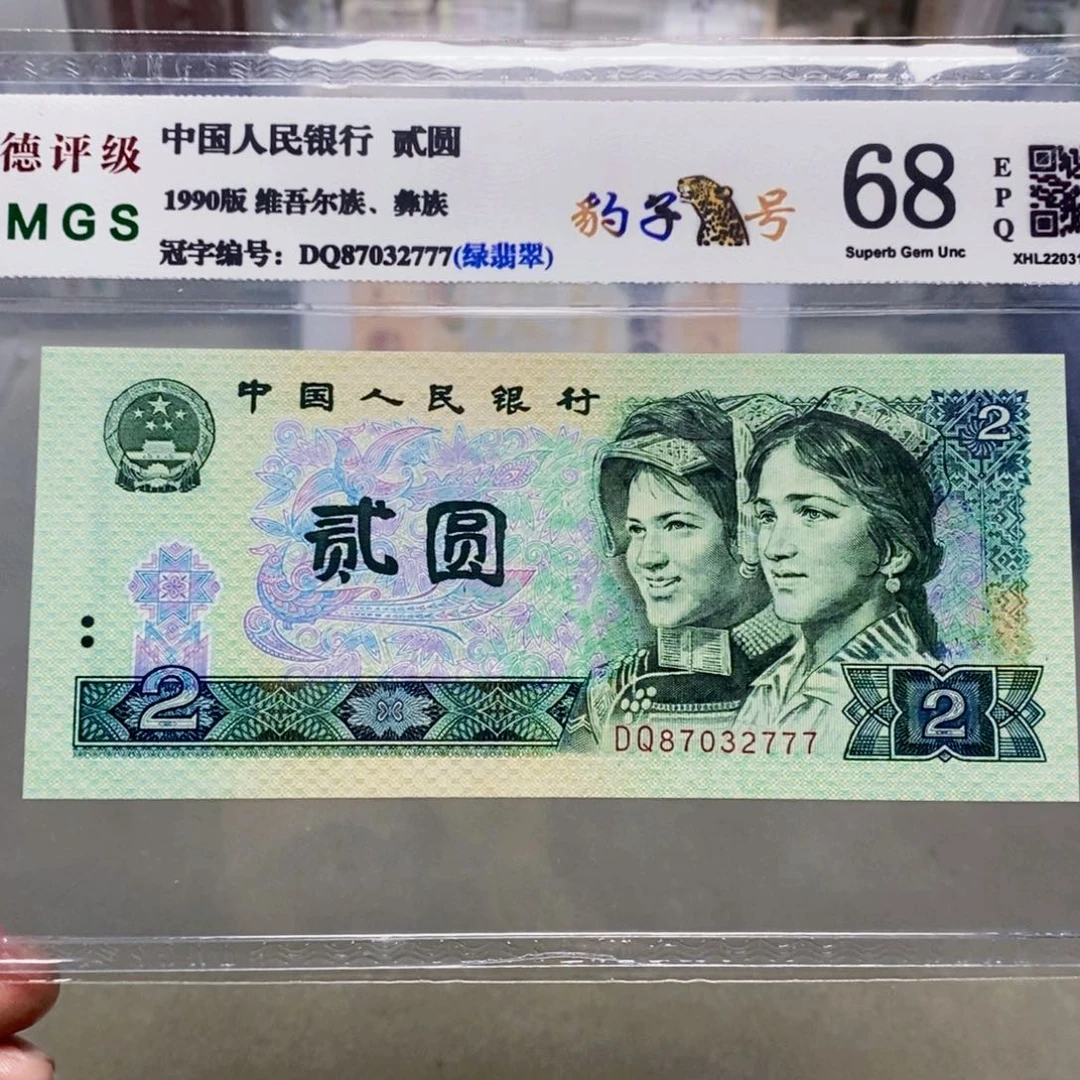 德评级
MGS
中国人民银行 贰圆
1990版 维吾尔族、彝族
冠字编号：DQ87032777(绿翡翠)
豹子号
68
Superb Gem Unc
EPQ
XHL22031
中国人民银行
贰圆
2
2
2
DQ87032777